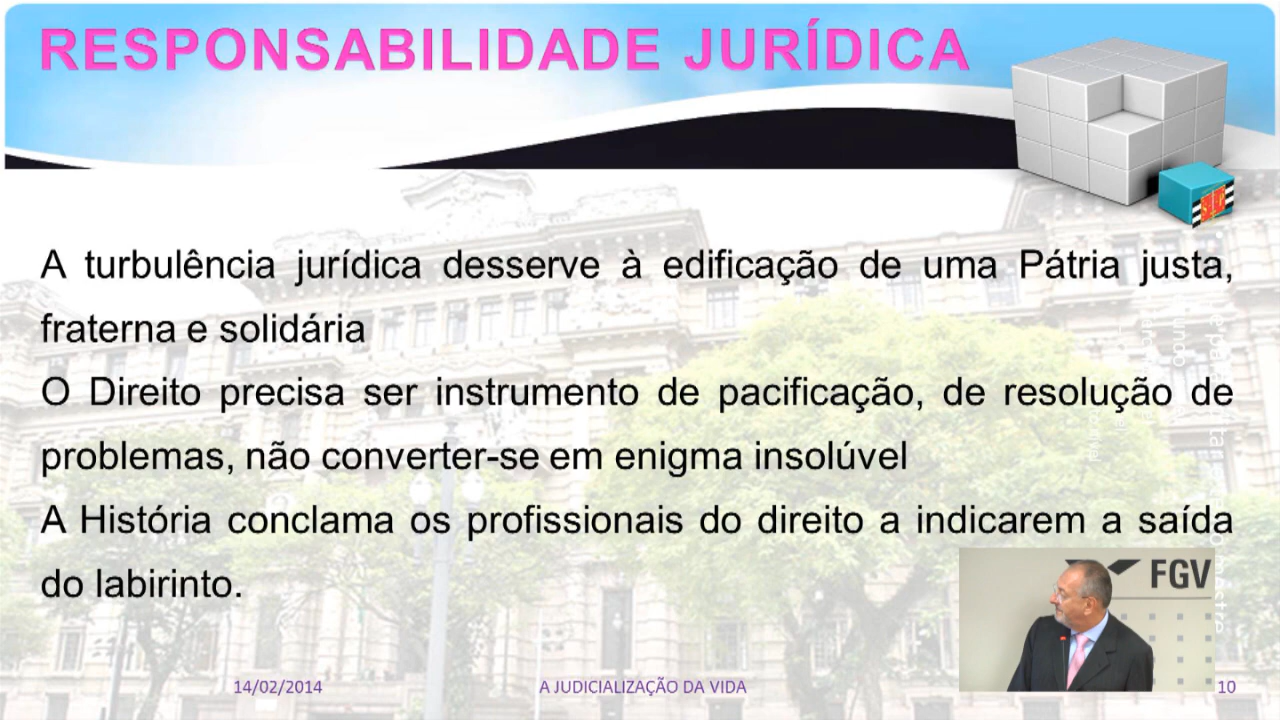 RESPONSABILIDADE JURÍDICA
A turbulência jurídica desserve à edificação de uma Pátria justa,
fraterna e solidária
O Direito precisa ser instrumento de pacificação, de resolução de
problemas, não converter-se em enigma insolúvel
A História conclama os profissionais do direito a indicarem a saída
do labirinto.
FGV
14/02/2014
A JUDICIALIZAÇÃO DA VIDA
10